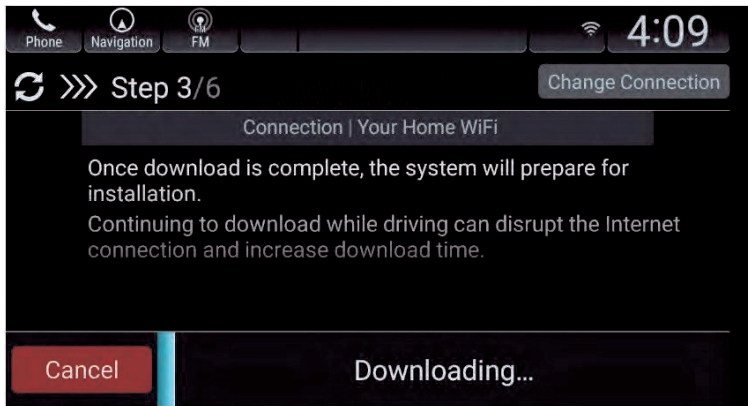 Phone
Navigation
FM
FM
4:09
Step 3/6
Change Connection
Connection | Your Home WiFi
Once download is complete, the system will prepare for
installation.
Continuing to download while driving can disrupt the Internet
connection and increase download time.
Cancel
Downloading...